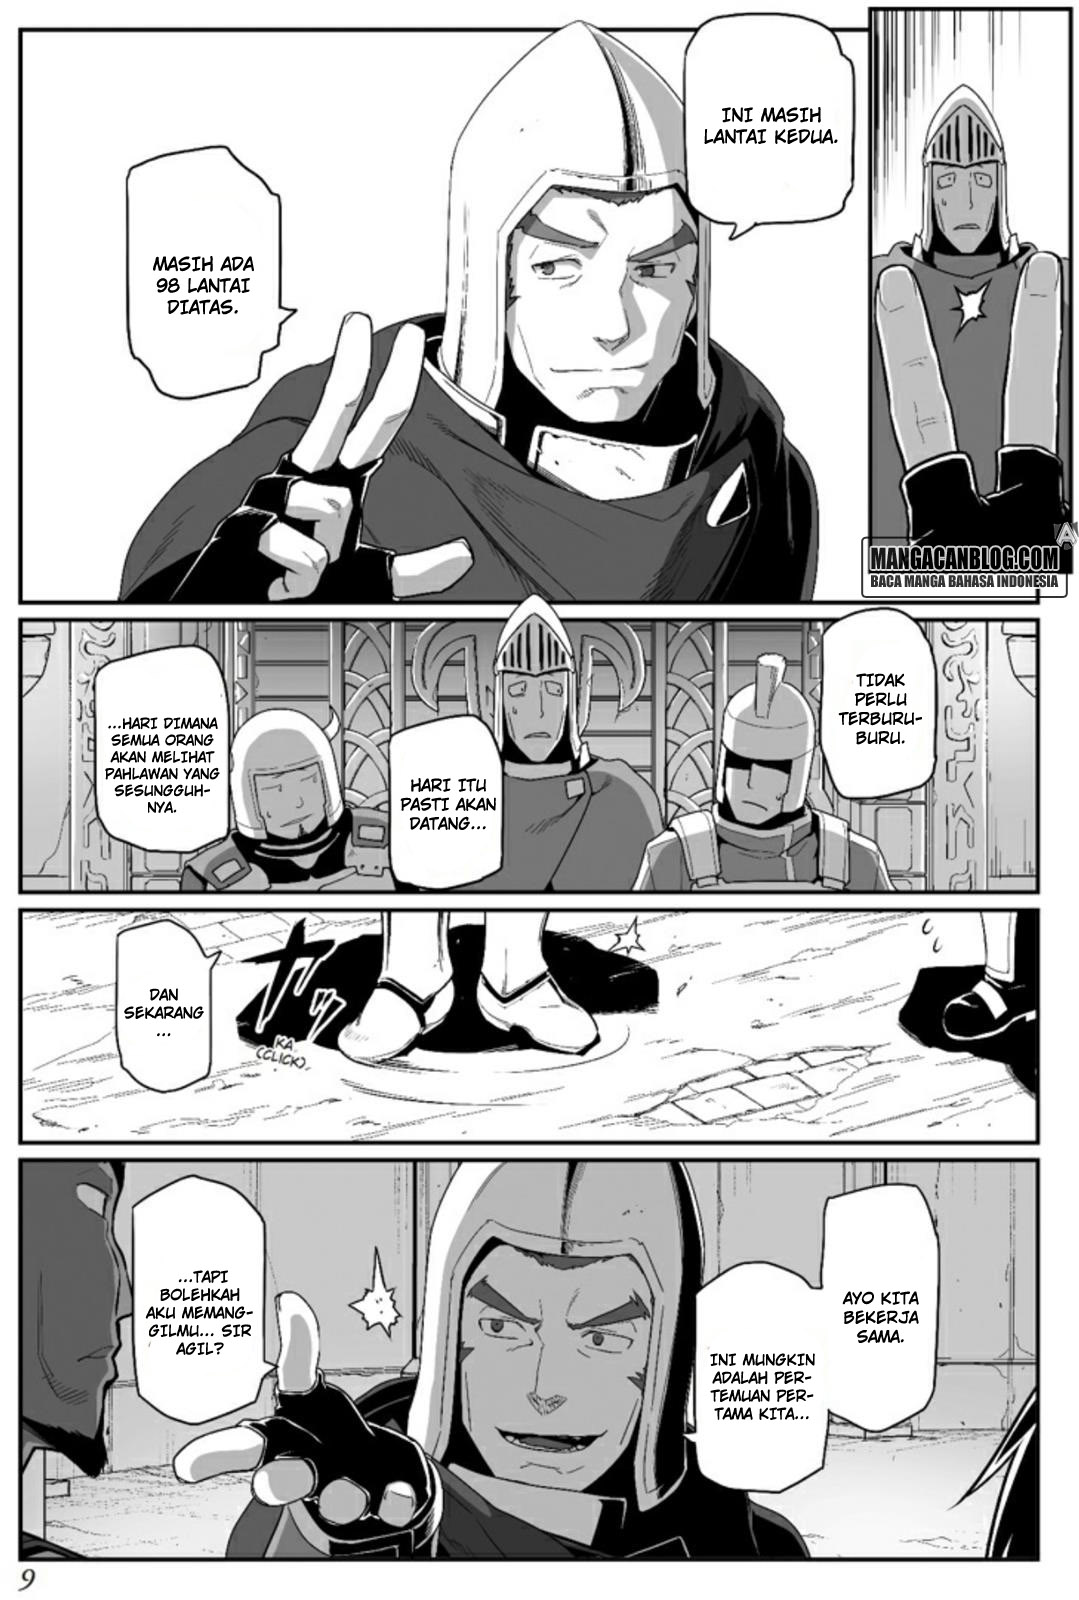 INI MASIH
LANTAI KEDUA.
MASIH ADA
98 LANTAI
DIATAS.
MANGACANBLOG.COM
BACA MANGA BAHASA INDONESIA
TIDAK
PERLU
TERBURU-
BURU.
HARI ITU
PASTI AKAN
DATANG...
...HARI DIMANA
SEMUA ORANG
AKAN MELIHAT
PAHLAWAN YANG
SESUNGGUH-
NYA.
DAN
SEKARANG
...
カッ
KA
(CLICK)
AYO KITA
BEKERJA
SAMA.
INI MUNGKIN
ADALAH PER-
TEMUAN PER-
TAMA KITA...
...TAPI
BOLEHKAH
AKU MEMANG-
GILMU... SIR
AGIL?
9